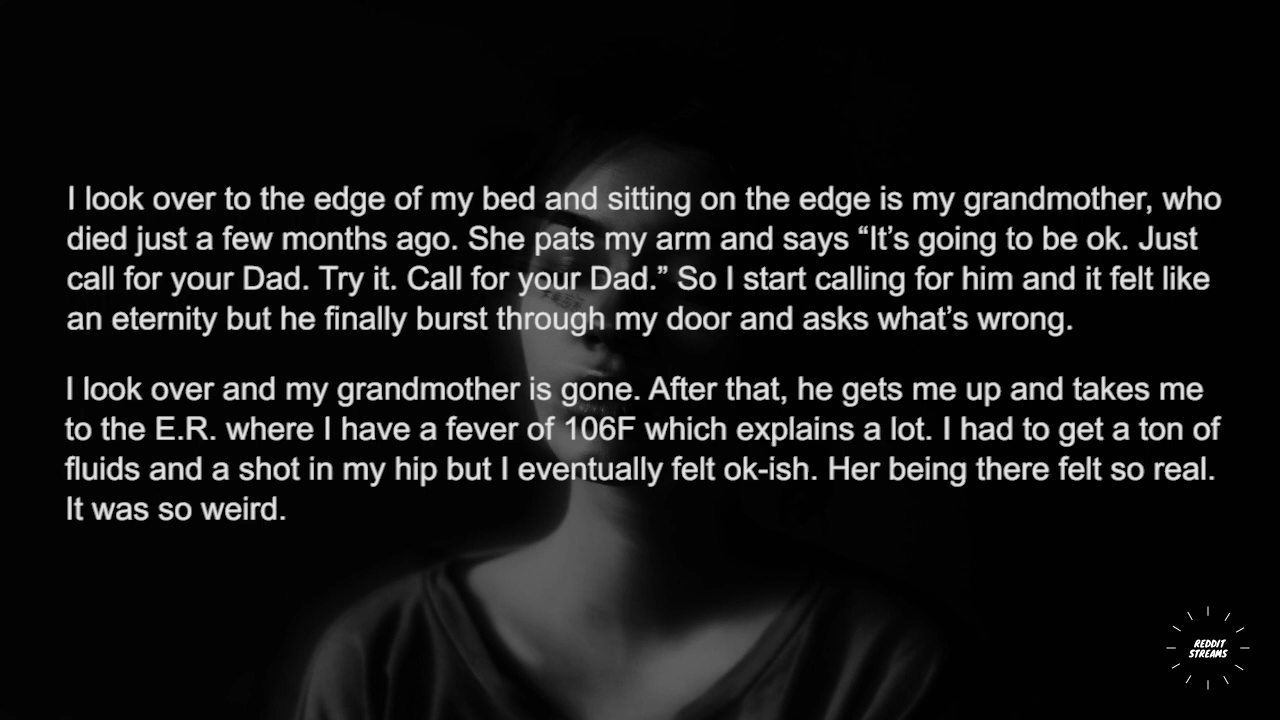 I look over to the edge of my bed and sitting on the edge is my grandmother, who
died just a few months ago. She pats my arm and says “It’s going to be ok. Just
call for your Dad. Try it. Call for your Dad.” So I start calling for him and it felt like
an eternity but he finally burst through my door and asks what’s wrong.
I look over and my grandmother is gone. After that, he gets me up and takes me
to the E.R. where I have a fever of 106F which explains a lot. I had to get a ton of
fluids and a shot in my hip but I eventually felt ok-ish. Her being there felt so real.
It was so weird.
REDDIT
STREAMS